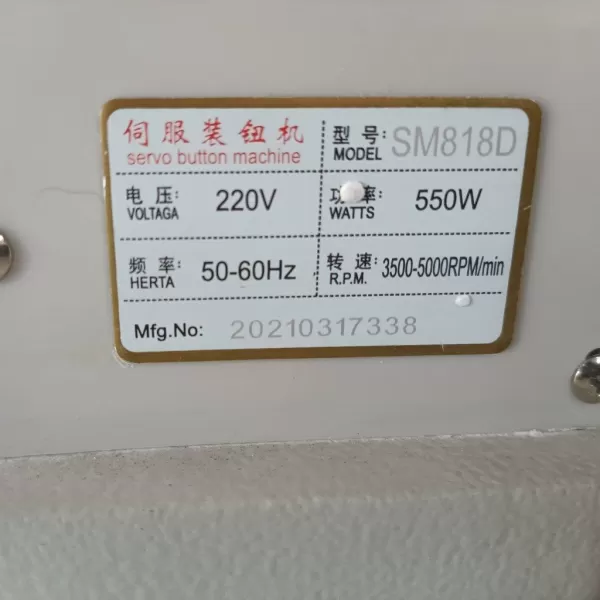 伺服装钮机
servo button machine
型号:
MODEL SM818D
电压:
VOLTAGA 220V
功率:
WATTS 550W
频率:
HERTA 50-60Hz
转速:
R.P.M. 3500-5000RPM/min
Mfg.No: 20210317338